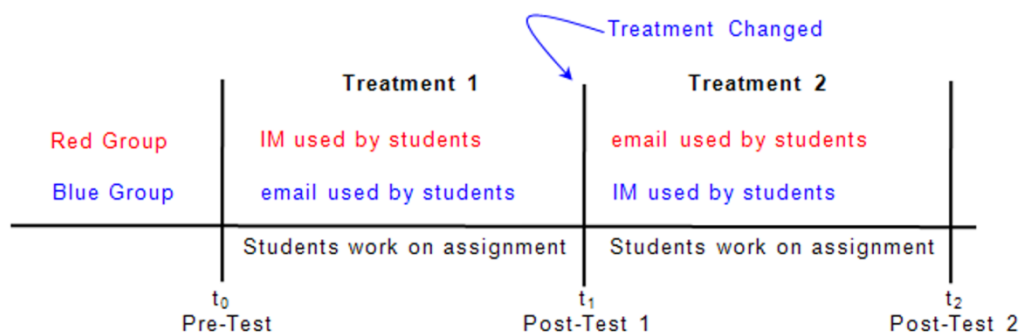 Treatment Changed
Treatment 1
Treatment 2
Red Group
IM used by students
email used by students
Blue Group
email used by students
IM used by students
Students work on assignment
Students work on assignment
t0
t1
t2
Pre-Test
Post-Test 1
Post-Test 2